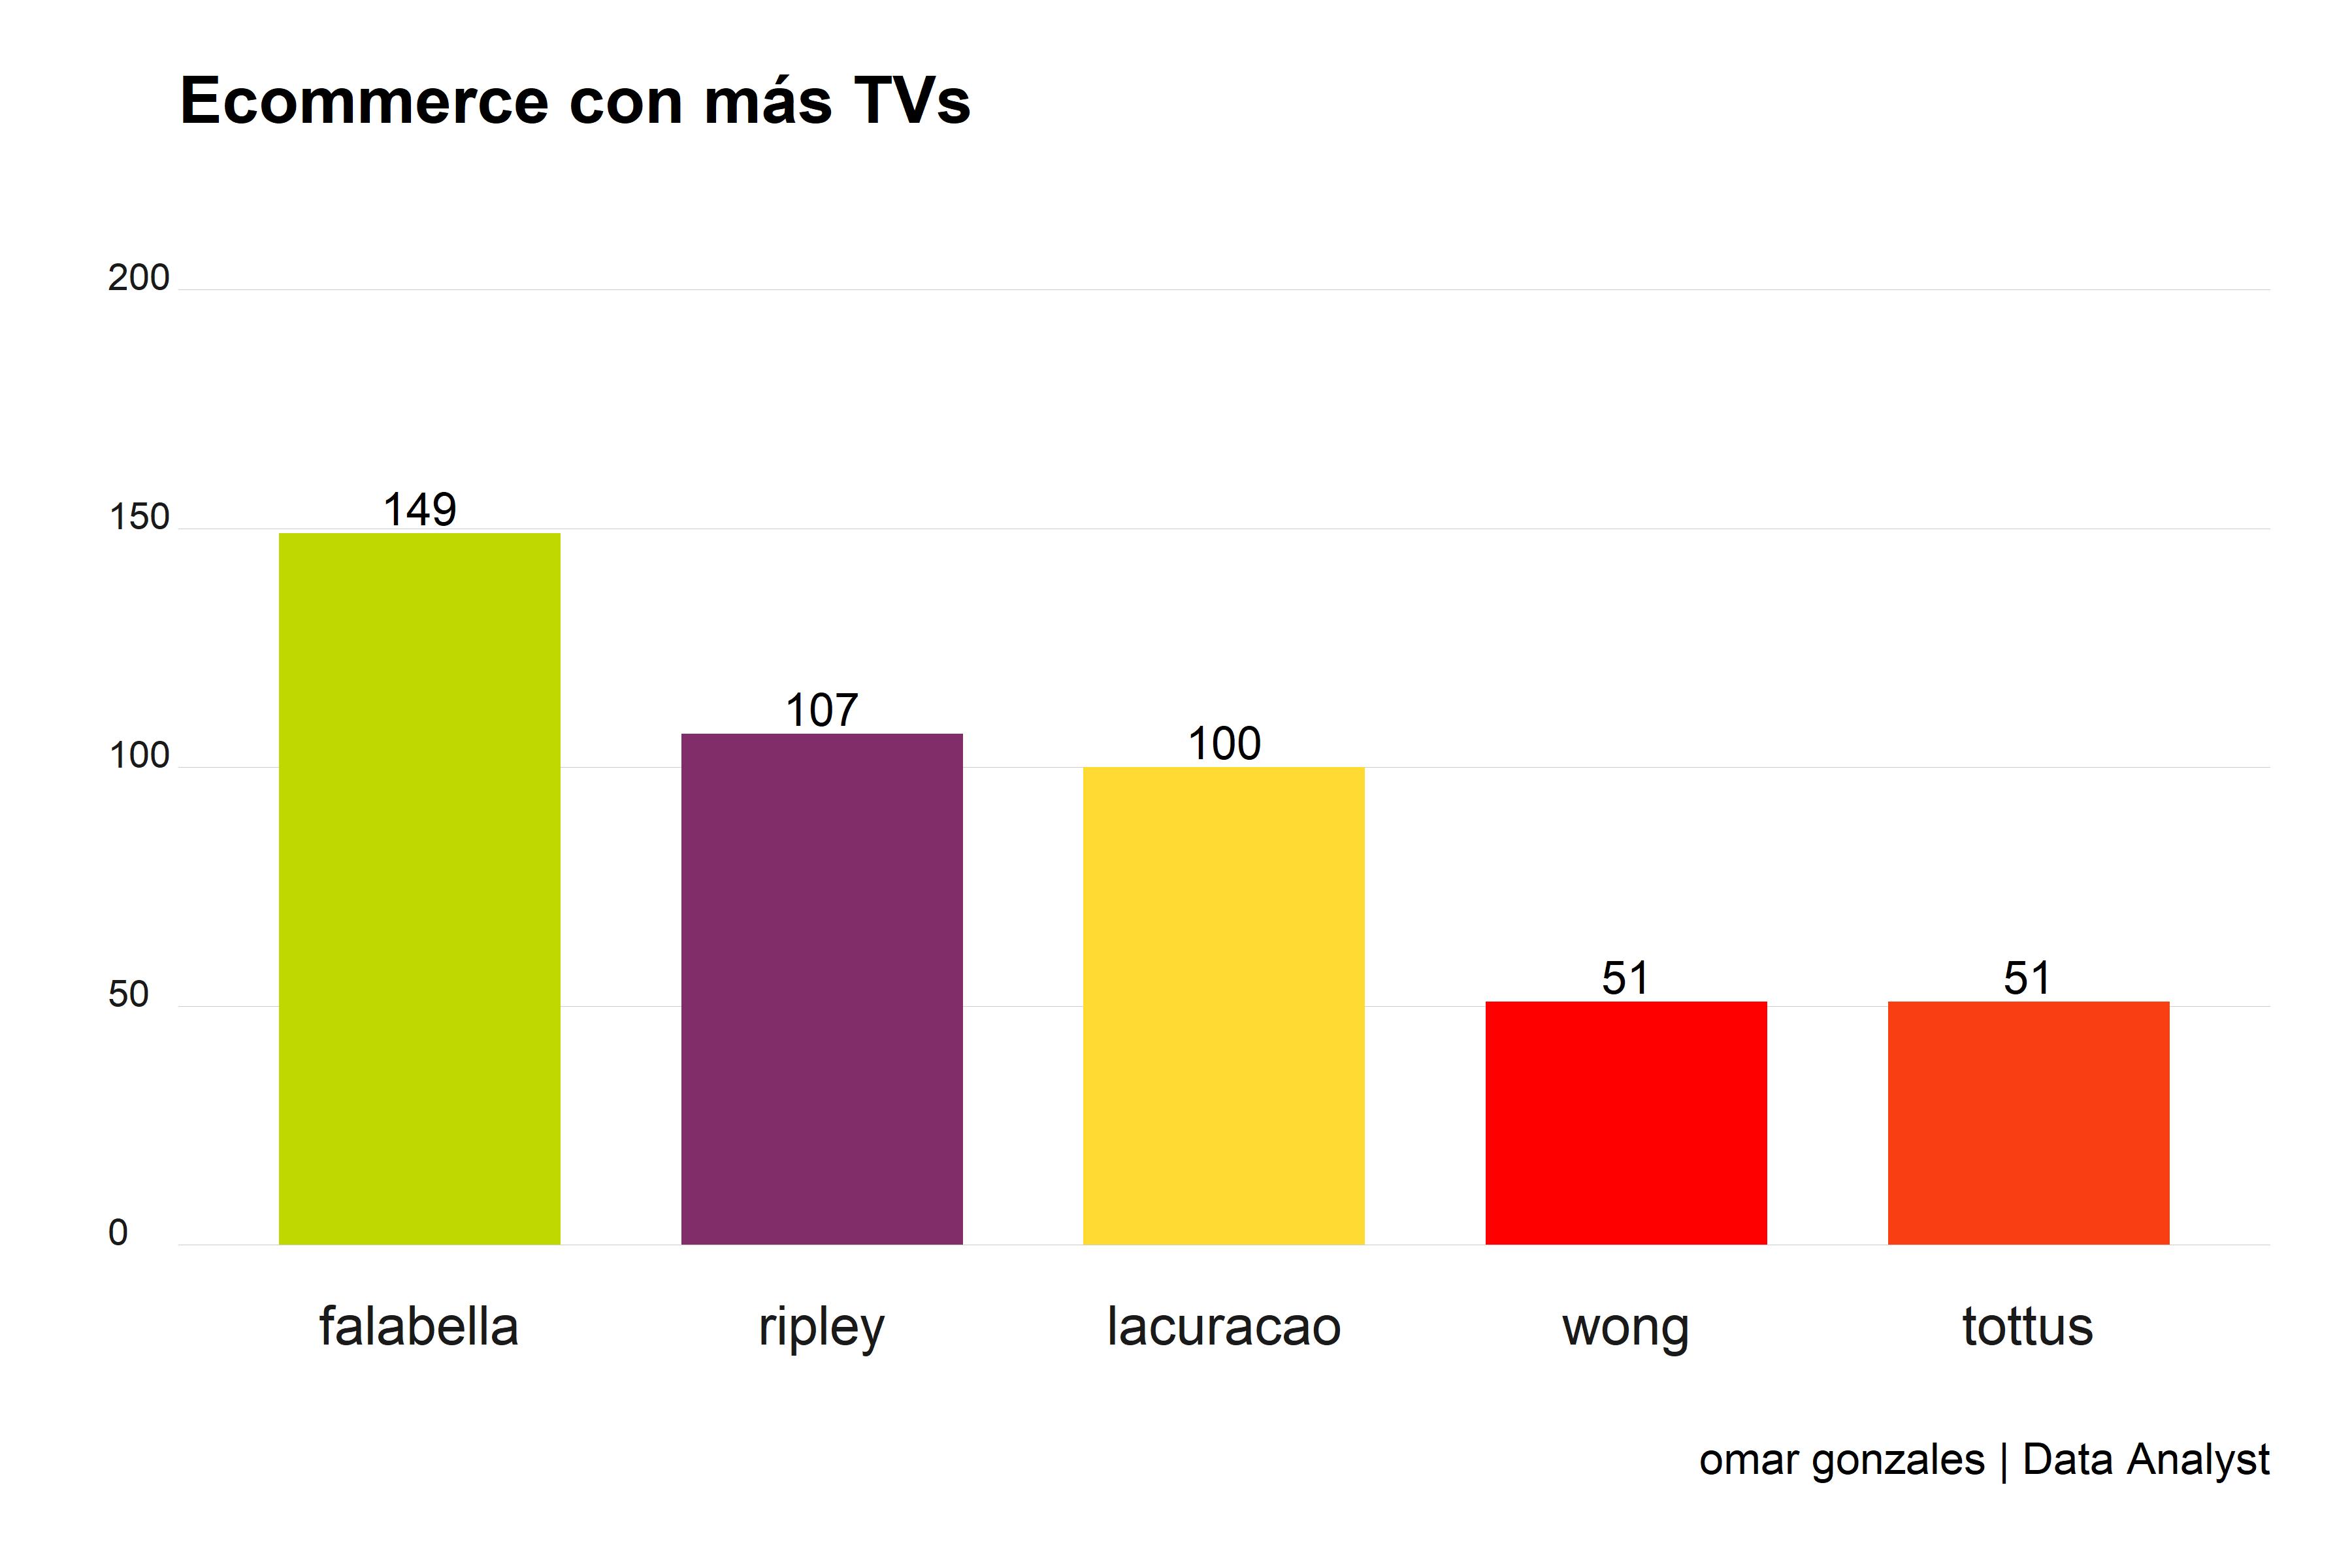 Ecommerce con más TVs
200
150
100
50
0
149
107
100
51
51
falabella
ripley
lacuracao
wong
tottus
omar gonzales | Data Analyst